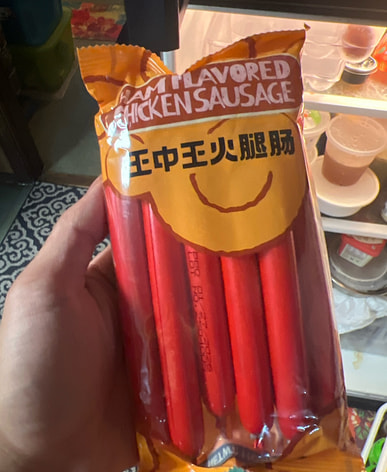 HAM FLAVORED
CHICKEN SAUSAGE
王中王火腿肠